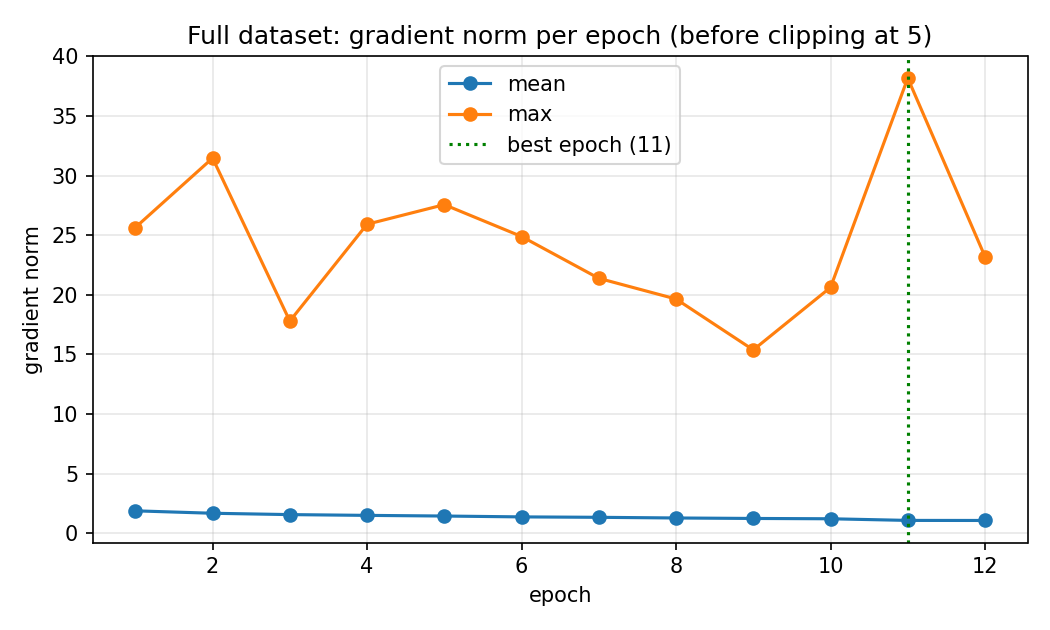 Full dataset: gradient norm per epoch (before clipping at 5)
mean
max
best epoch (11)
gradient norm
40
35
30
25
20
15
10
5
0
2 4 6 8 10 12
epoch